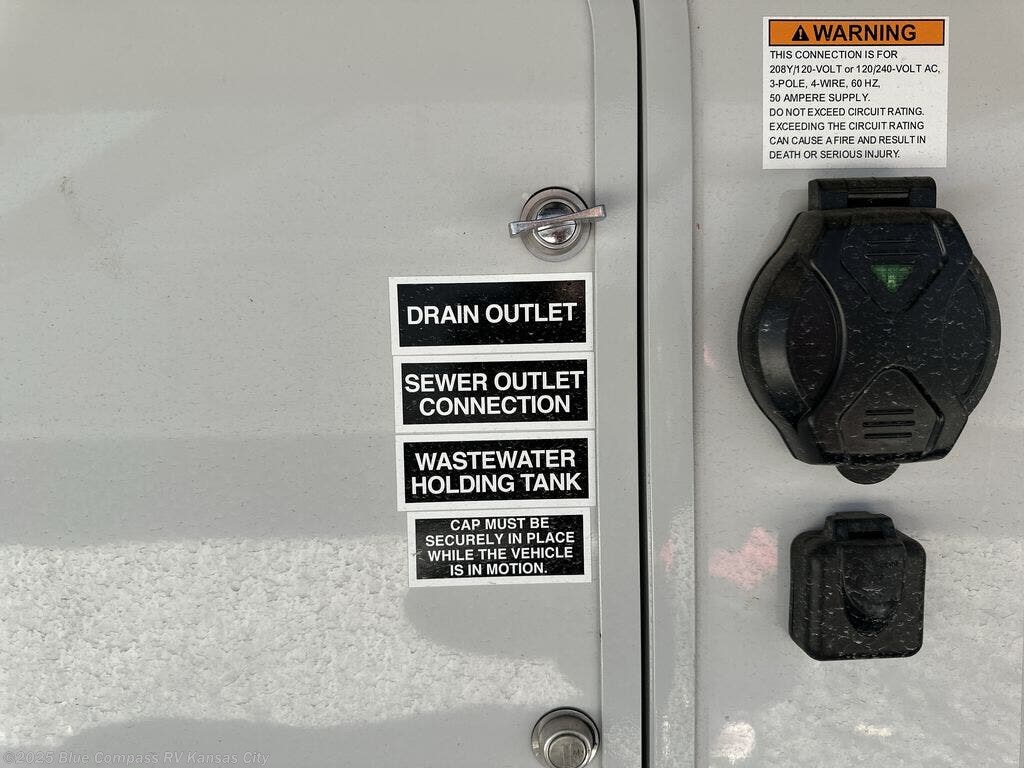 WARNING
THIS CONNECTION IS FOR
208Y/120-VOLT or 120/240-VOLT AC,
3-POLE, 4-WIRE, 60 HZ,
50 AMPERE SUPPLY.
DO NOT EXCEED CIRCUIT RATING.
EXCEEDING THE CIRCUIT RATING
CAN CAUSE A FIRE AND RESULT IN
DEATH OR SERIOUS INJURY.
DRAIN OUTLET
SEWER OUTLET
CONNECTION
WASTEWATER
HOLDING TANK
CAP MUST BE
SECURELY IN PLACE
WHILE THE VEHICLE
IS IN MOTION.
©2025 Blue Compass RV Kansas City